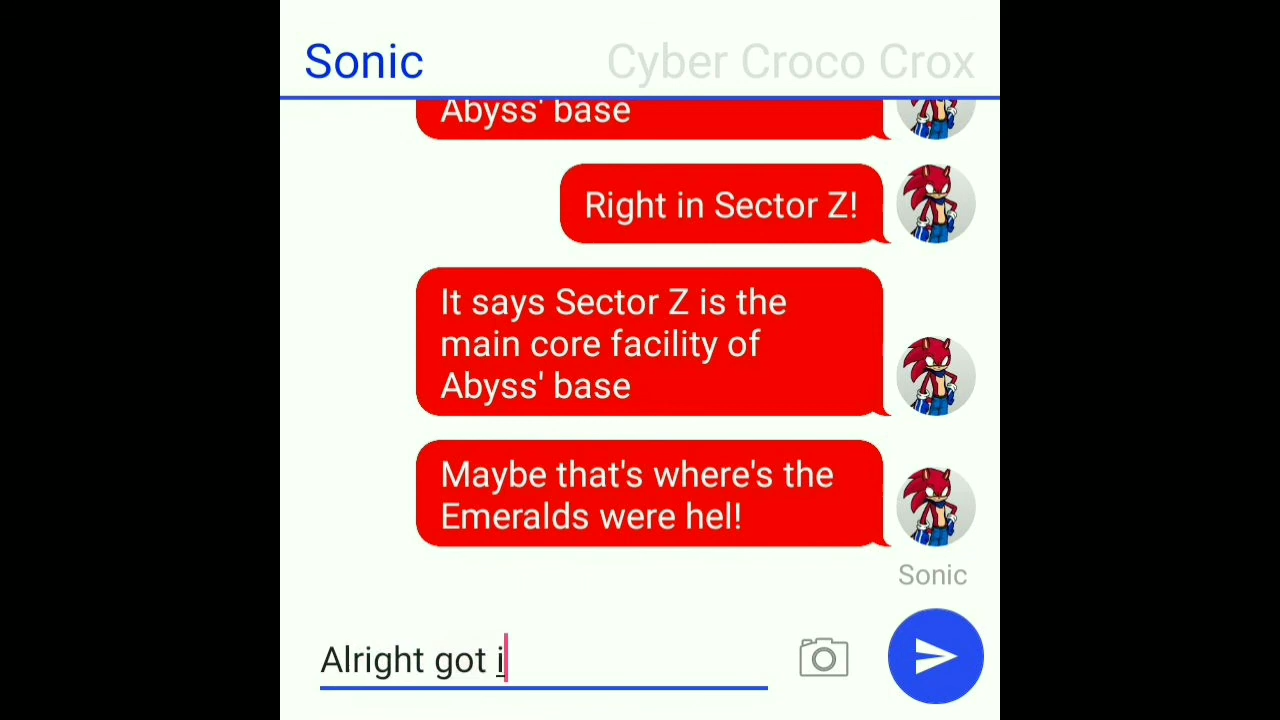 Sonic
Cyber Croco Crox
Abyss' base
Right in Sector Z!
It says Sector Z is the
main core facility of
Abyss' base
Maybe that's where's the
Emeralds were hel!
Sonic
Alright got i